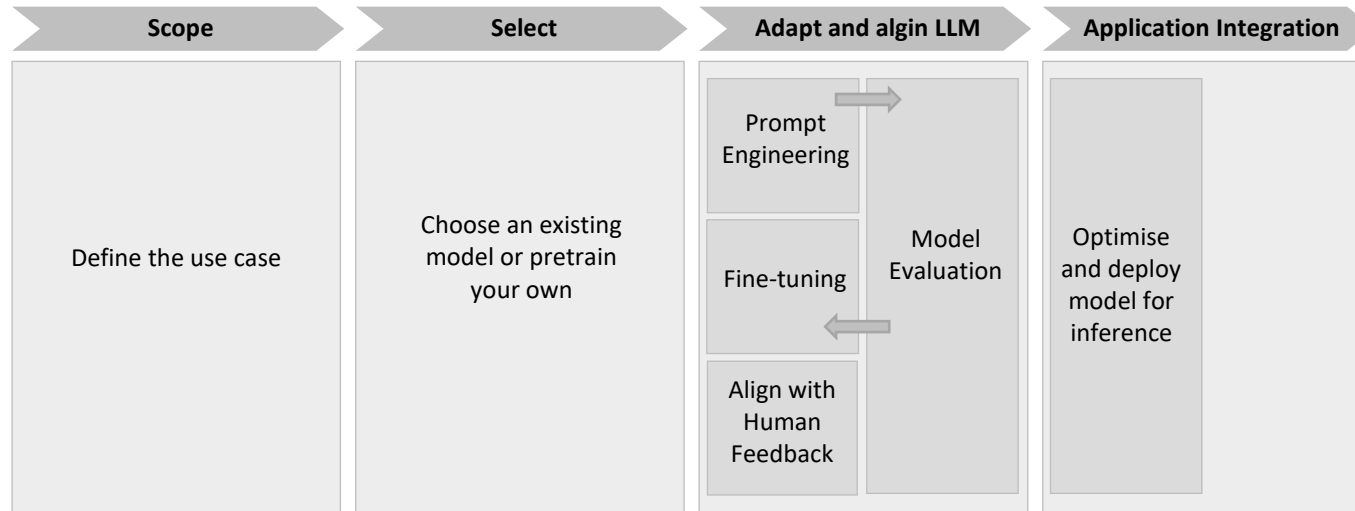 Scope
Select
Adapt and algin LLM
Application Integration
Define the use case
Choose an existing
model or pretrain
your own
Prompt
Engineering
Fine-tuning
Align with
Human
Feedback
Model
Evaluation
Optimise
and deploy
model for
inference